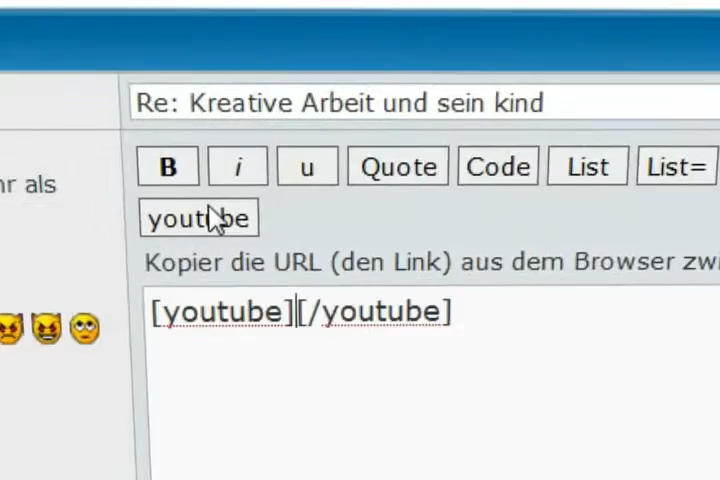 Re: Kreative Arbeit und sein kind
B i u Quote Code List List=
hr als
youtube
Kopier die URL (den Link) aus dem Browser
[youtube][/youtube]